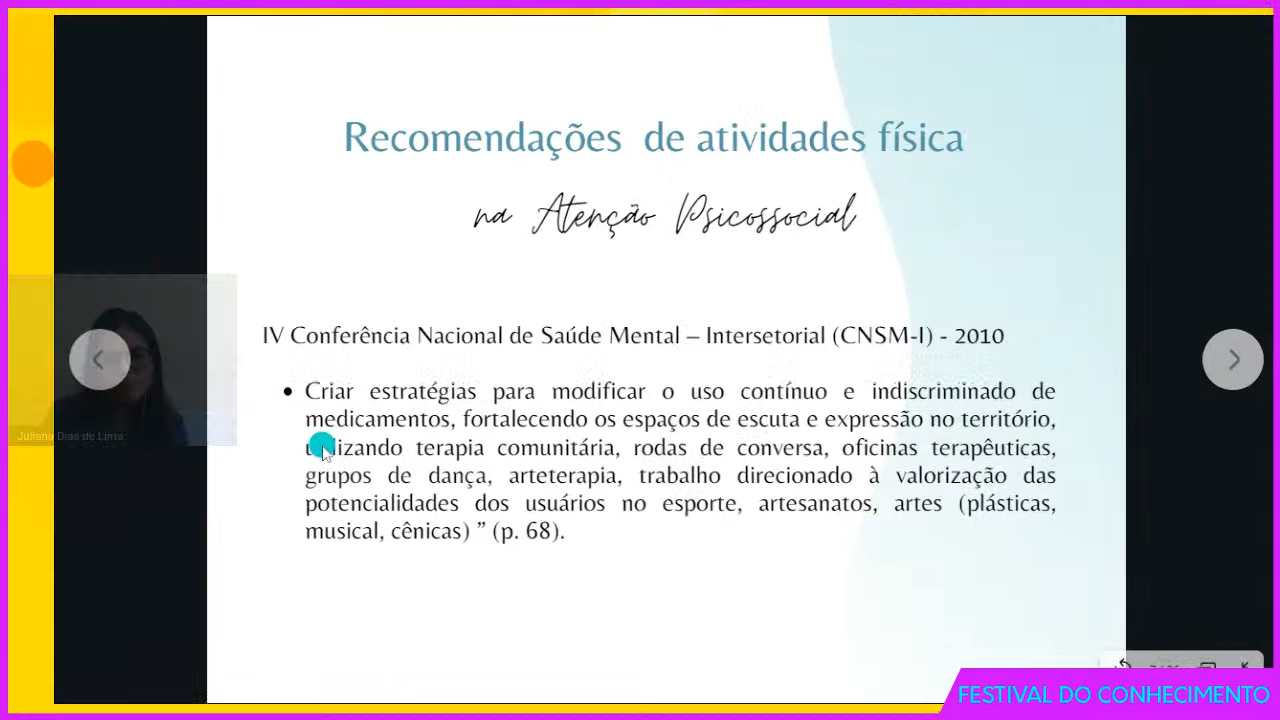 Recomendações de atividades física
na Atenção Psicossocial
IV Conferência Nacional de Saúde Mental – Intersetorial (CNSM-I) - 2010
• Criar estratégias para modificar o uso contínuo e indiscriminado de
medicamentos, fortalecendo os espaços de escuta e expressão no território,
utilizando terapia comunitária, rodas de conversa, oficinas terapêuticas,
grupos de dança, arteterapia, trabalho direcionado à valorização das
potencialidades dos usuários no esporte, artesanatos, artes (plásticas,
musical, cênicas) ” (p. 68).
Juliana Dias de Lima
FESTIVAL DO CONHECIMENTO